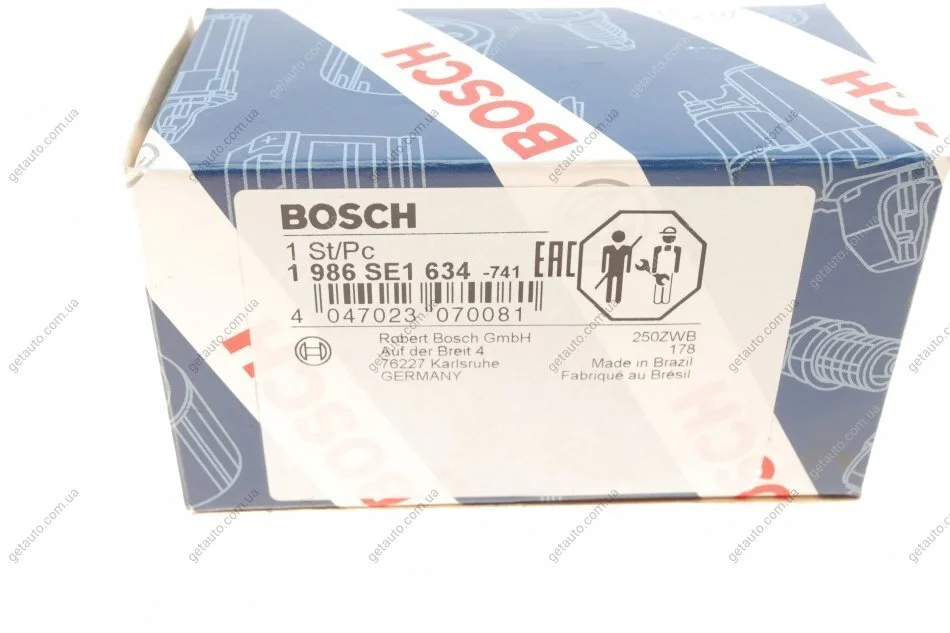 BOSCH
BOSCH
BOSCH
1 St/Pc
1 986 SE1 634 -741
EAC
4 047023 070081
Robert Bosch GmbH
Auf der Breit 4
76227 Karlsruhe
GERMANY
250ZWB
178
Made in Brazil
Fabriqué au Brésil
BOSCH
BOSCH
getauto.com.ua